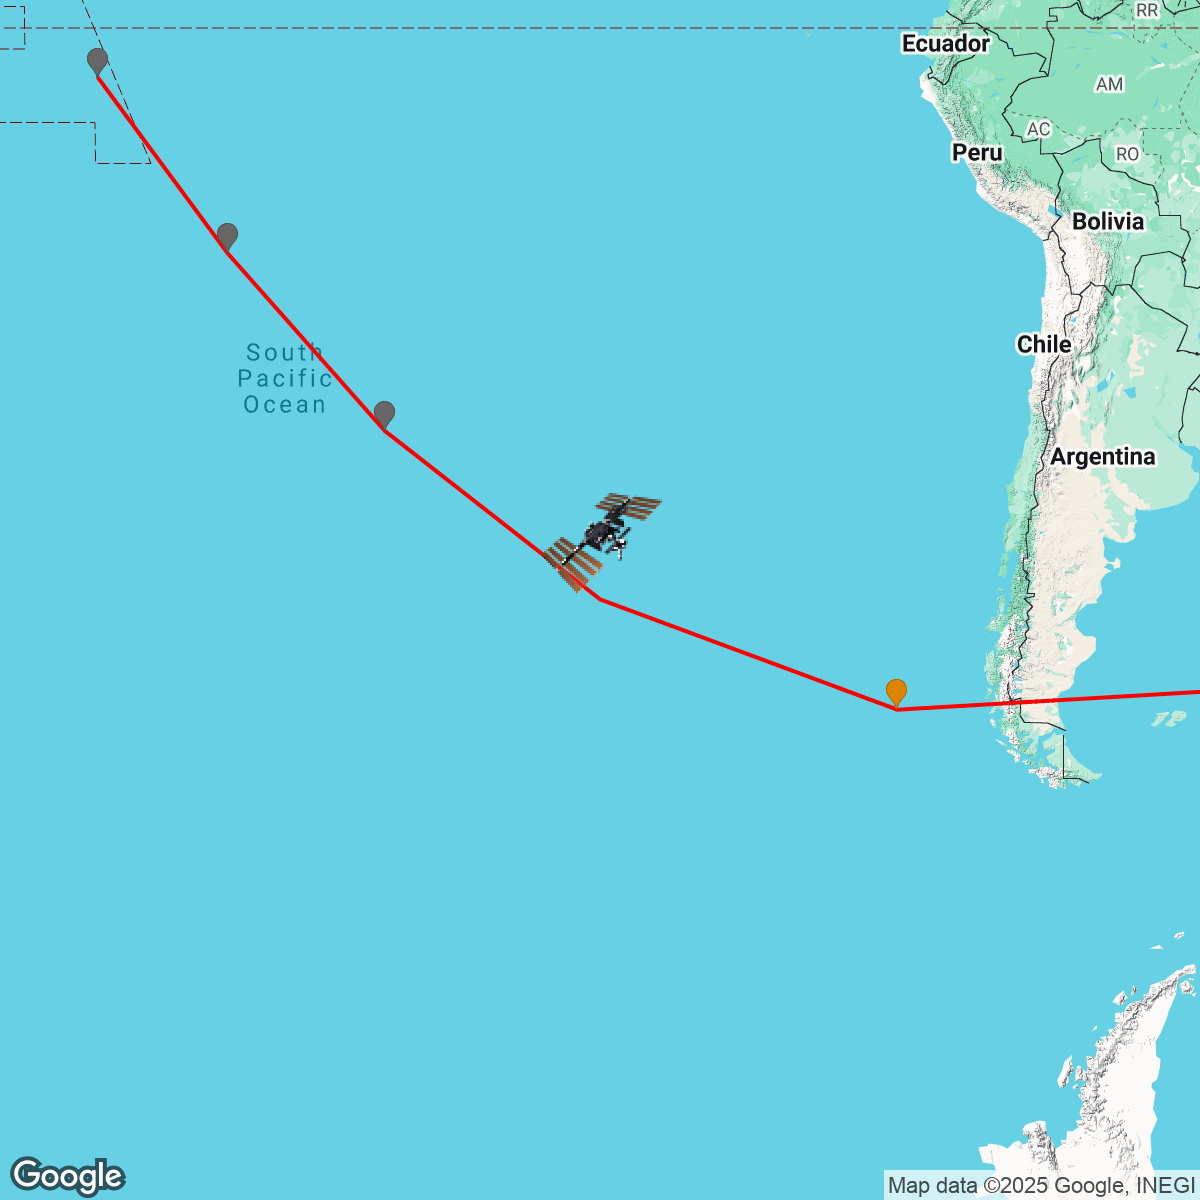 RR
Ecuador
AM
AC
Peru
RO
Bolivia
Chile
South
Pacific
Ocean
Argentina
Google
Map data ©2025 Google, INEGI